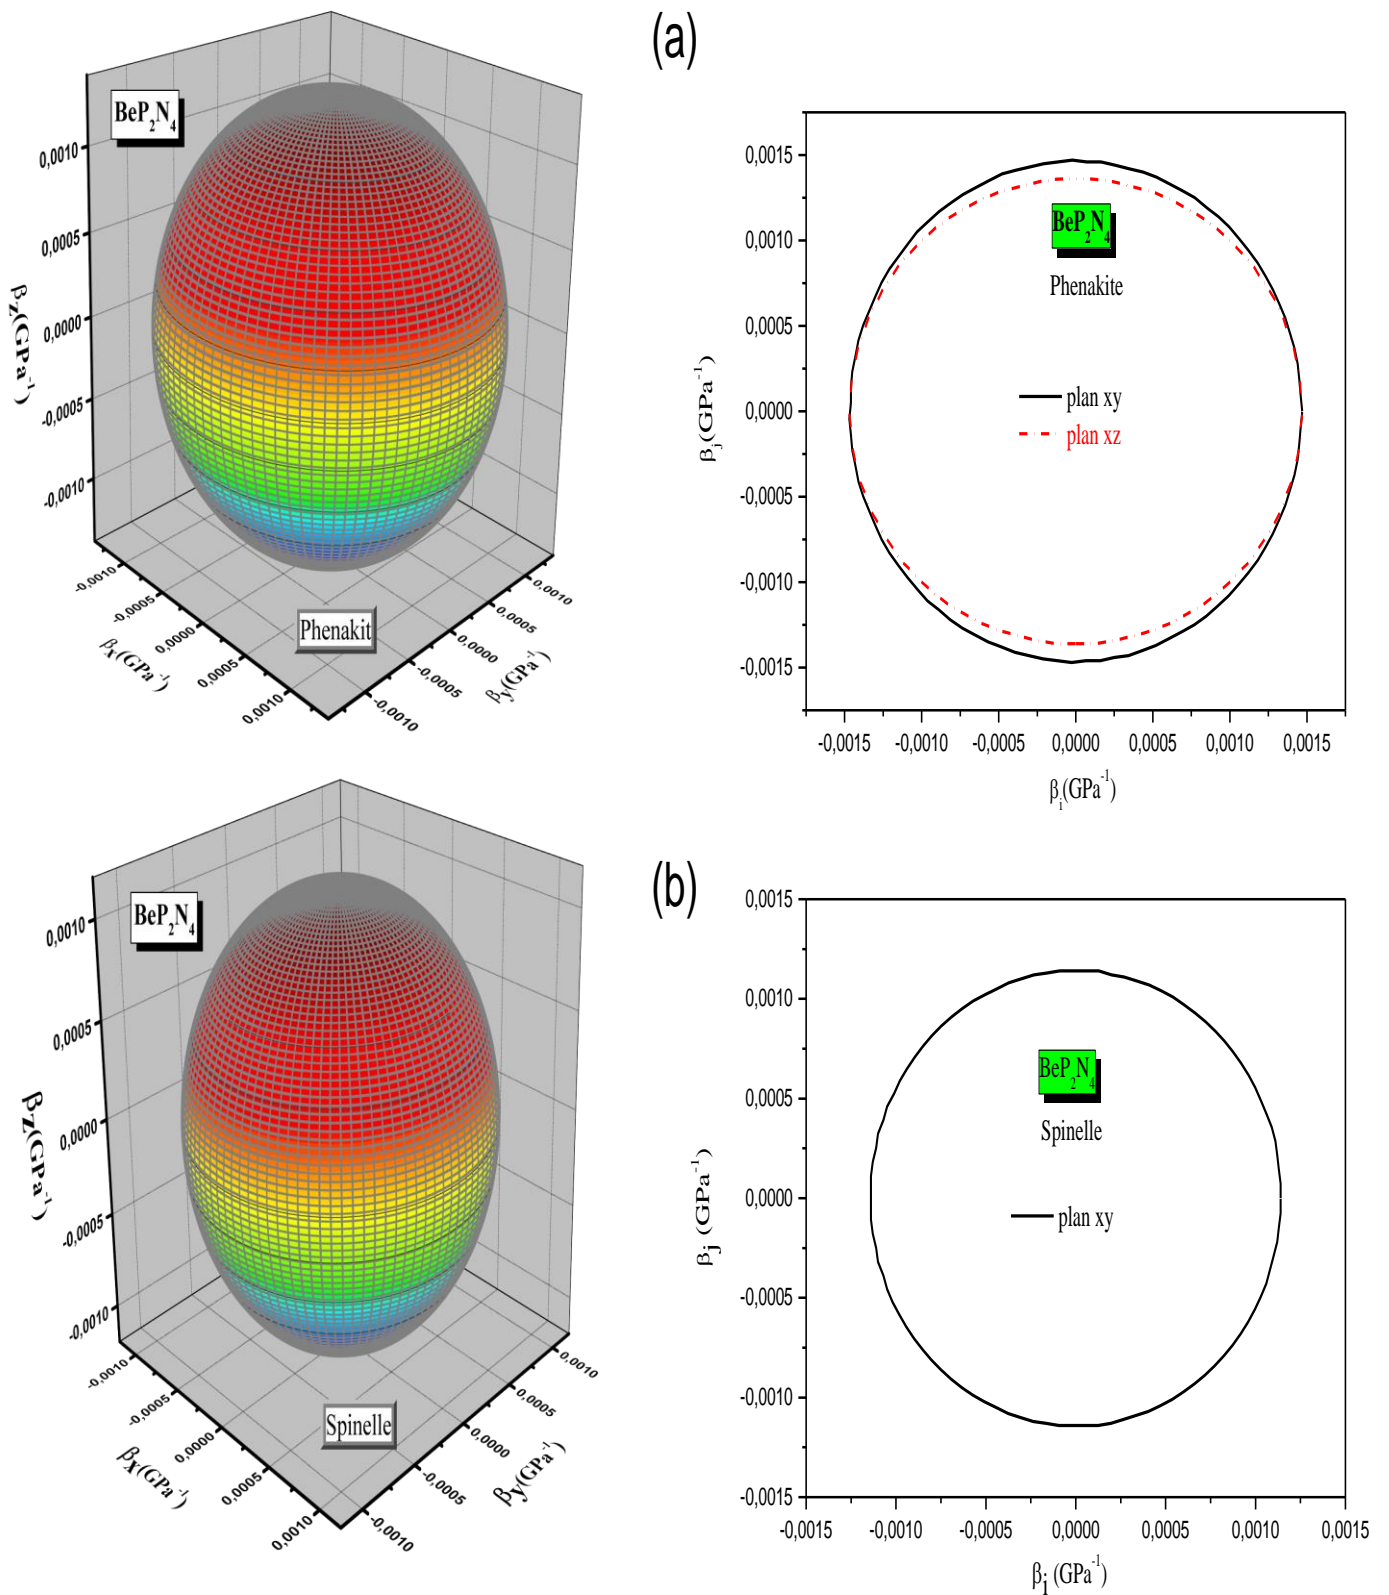 (a)
BeP₂N₄
0,0010
0,0005
0,0000
-0,0005
-0,0010
βZ(GPa⁻¹)
-0,0010
-0,0005
0,0000
0,0005
0,0010
βx(GPa⁻¹)
-0,0010
-0,0005
0,0000
0,0005
0,0010
βy(GPa⁻¹)
Phenakit
0,0015
0,0010
0,0005
0,0000
-0,0005
-0,0010
-0,0015
βj(GPa⁻¹)
BeP₂N₄
Phenakite
plan xy
plan xz
-0,0015 -0,0010 -0,0005 0,0000 0,0005 0,0010 0,0015
βi(GPa⁻¹)
(b)
BeP₂N₄
0,0010
0,0005
0,0000
-0,0005
-0,0010
βZ(GPa⁻¹)
-0,0010
-0,0005
0,0000
0,0005
0,0010
βX(GPa⁻¹)
-0,0010
-0,0005
0,0000
0,0005
0,0010
βy(GPa⁻¹)
Spinelle
0,0015
0,0010
0,0005
0,0000
-0,0005
-0,0010
-0,0015
βj (GPa⁻¹)
BeP₂N₄
Spinelle
plan xy
-0,0015 -0,0010 -0,0005 0,0000 0,0005 0,0010 0,0015
βi (GPa⁻¹)